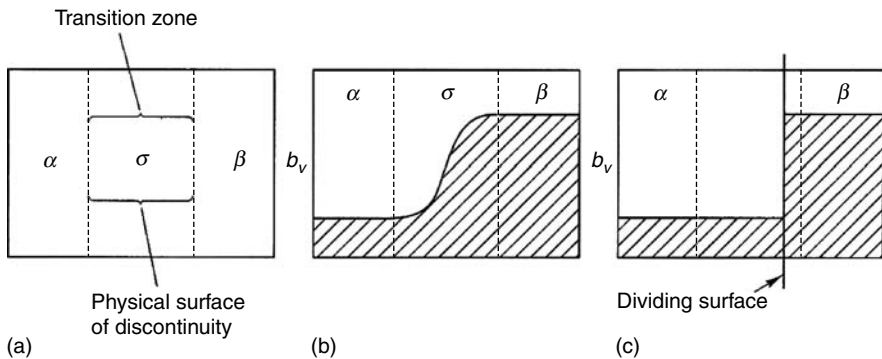 Transition zone
α σ β
Physical surface
of discontinuity
(a)
b_v
α σ β
(b)
b_v
α β
Dividing surface
(c)